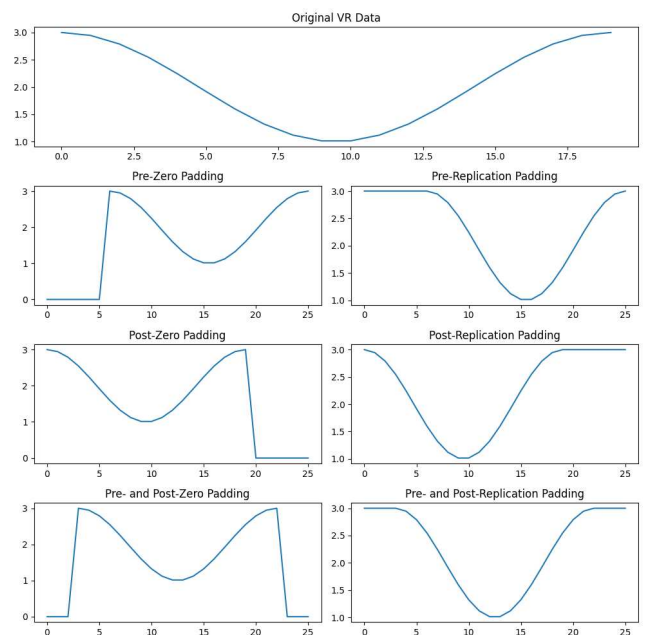 Original VR Data
3.0
2.5
2.0
1.5
1.0
0.0 2.5 5.0 7.5 10.0 12.5 15.0 17.5
Pre-Zero Padding
3
2
1
0
0 5 10 15 20 25
Pre-Replication Padding
3.0
2.5
2.0
1.5
1.0
0 5 10 15 20 25
Post-Zero Padding
3
2
1
0
0 5 10 15 20 25
Post-Replication Padding
3.0
2.5
2.0
1.5
1.0
0 5 10 15 20 25
Pre- and Post-Zero Padding
3
2
1
0
0 5 10 15 20 25
Pre- and Post-Replication Padding
3.0
2.5
2.0
1.5
1.0
0 5 10 15 20 25